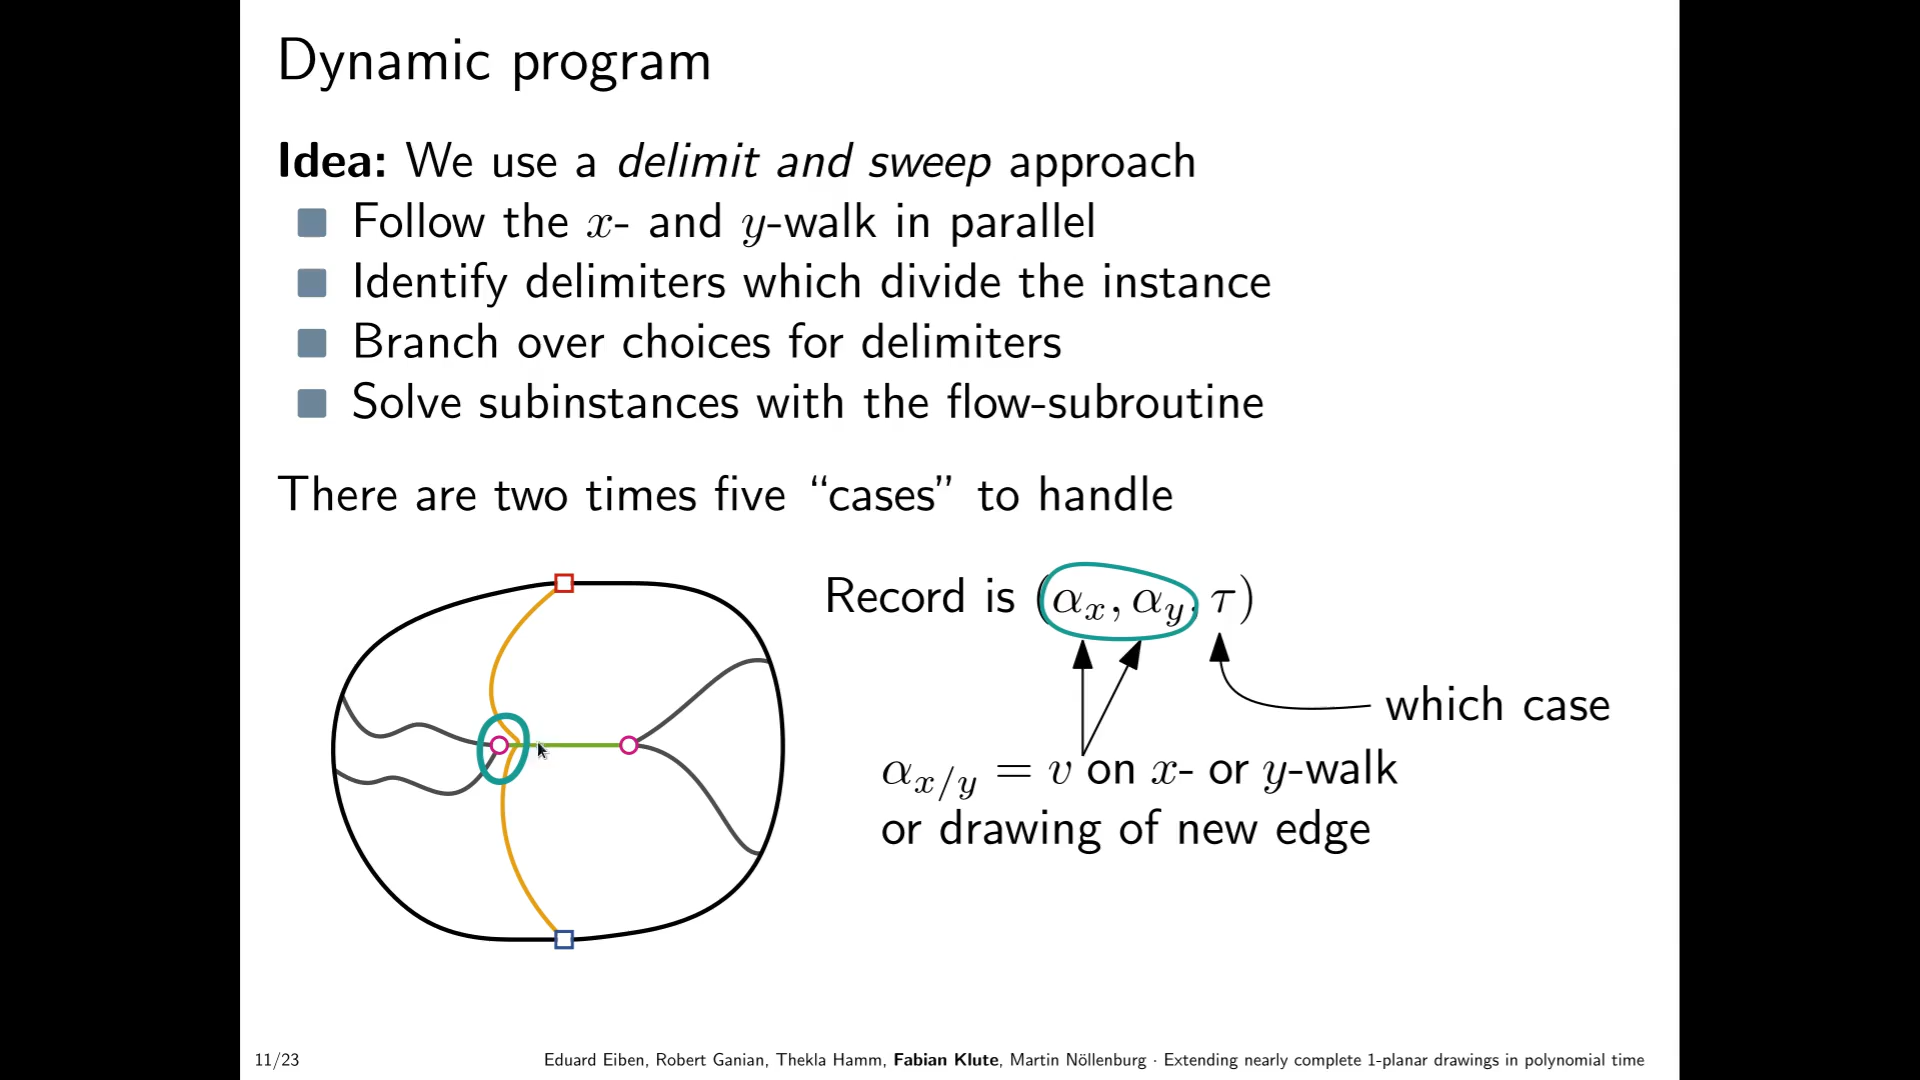 Dynamic program
Idea: We use a delimit and sweep approach
Follow the x- and y-walk in parallel
Identify delimiters which divide the instance
Branch over choices for delimiters
Solve subinstances with the flow-subroutine
There are two times five “cases” to handle
Record is (αx, αy, τ)
which case
αx/y = v on x- or y-walk
or drawing of new edge
11/23
Eduard Eiben, Robert Ganian, Thekla Hamm, Fabian Klute, Martin Nöllenburg · Extending nearly complete 1-planar drawings in polynomial time